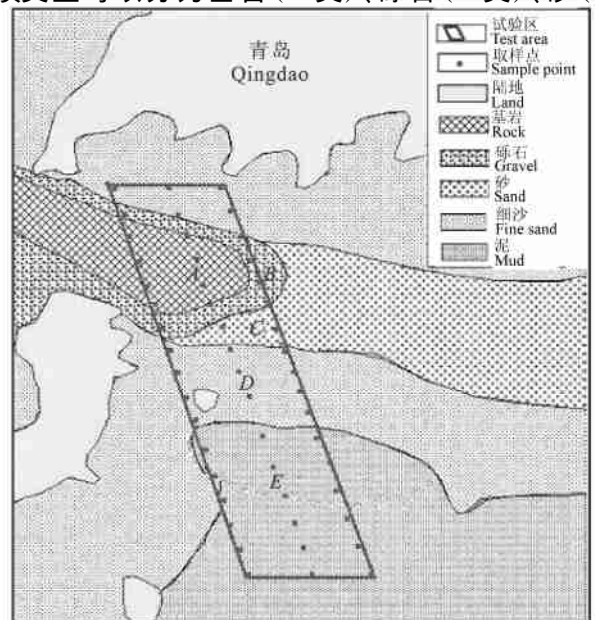 青岛
Qingdao
A
B
C
D
E
试验区
Test area
取样点
Sample point
陆地
Land
基岩
Rock
砾石
Gravel
砂
Sand
细沙
Fine sand
泥
Mud